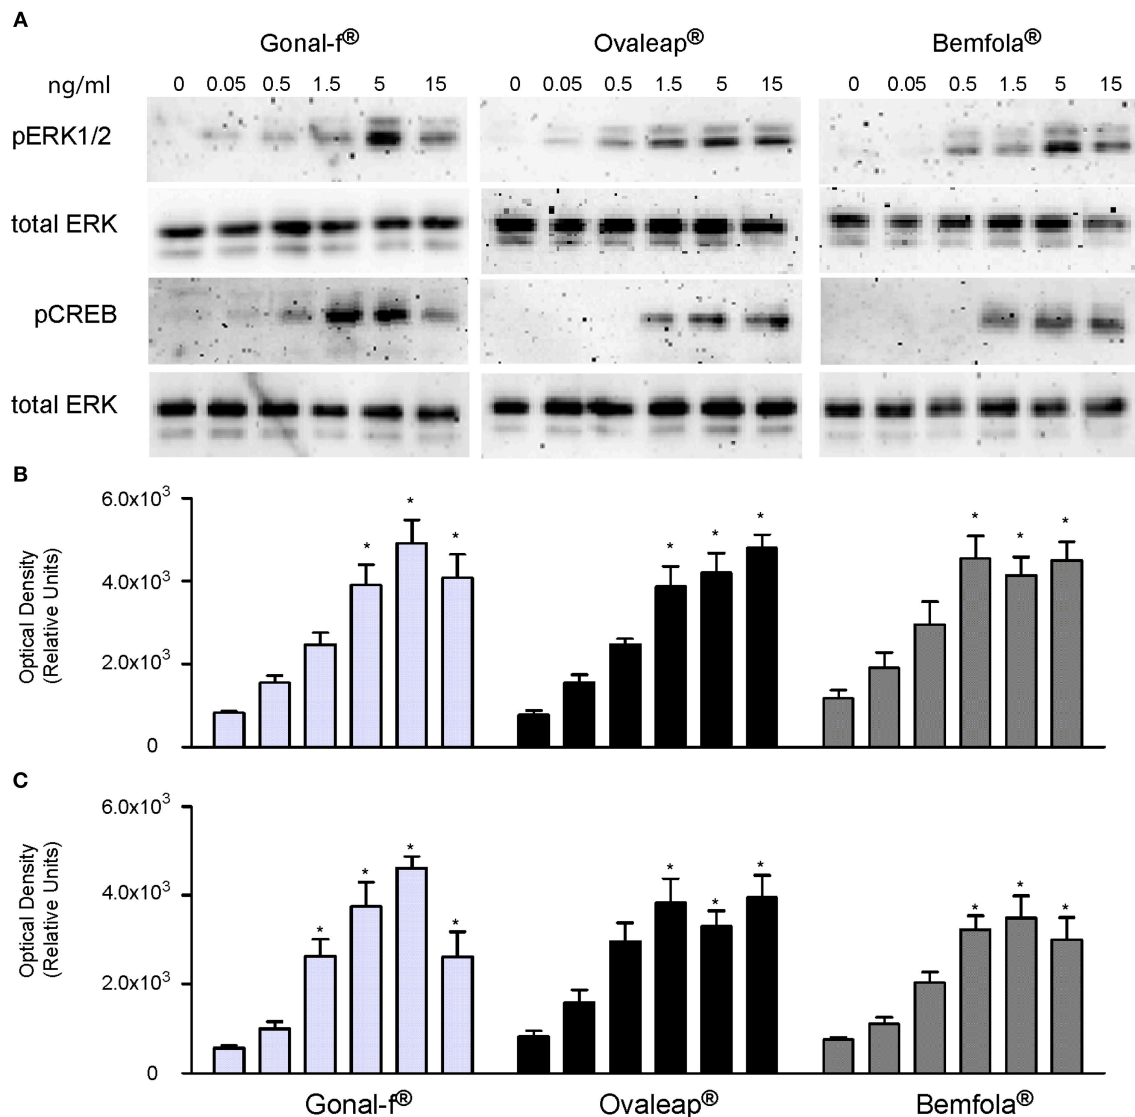 A
Gonal-f® Ovaleap® Bemfola®
ng/ml 0 0.05 0.5 1.5 5 15 0 0.05 0.5 1.5 5 15 0 0.05 0.5 1.5 5 15
pERK1/2
total ERK
pCREB
total ERK
B
Optical Density
(Relative Units)
6.0x10³
* * * * * * * * *
4.0x10³
2.0x10³
0
C
Optical Density
(Relative Units)
6.0x10³
* * * * * * * * * *
4.0x10³
2.0x10³
0
Gonal-f® Ovaleap® Bemfola®